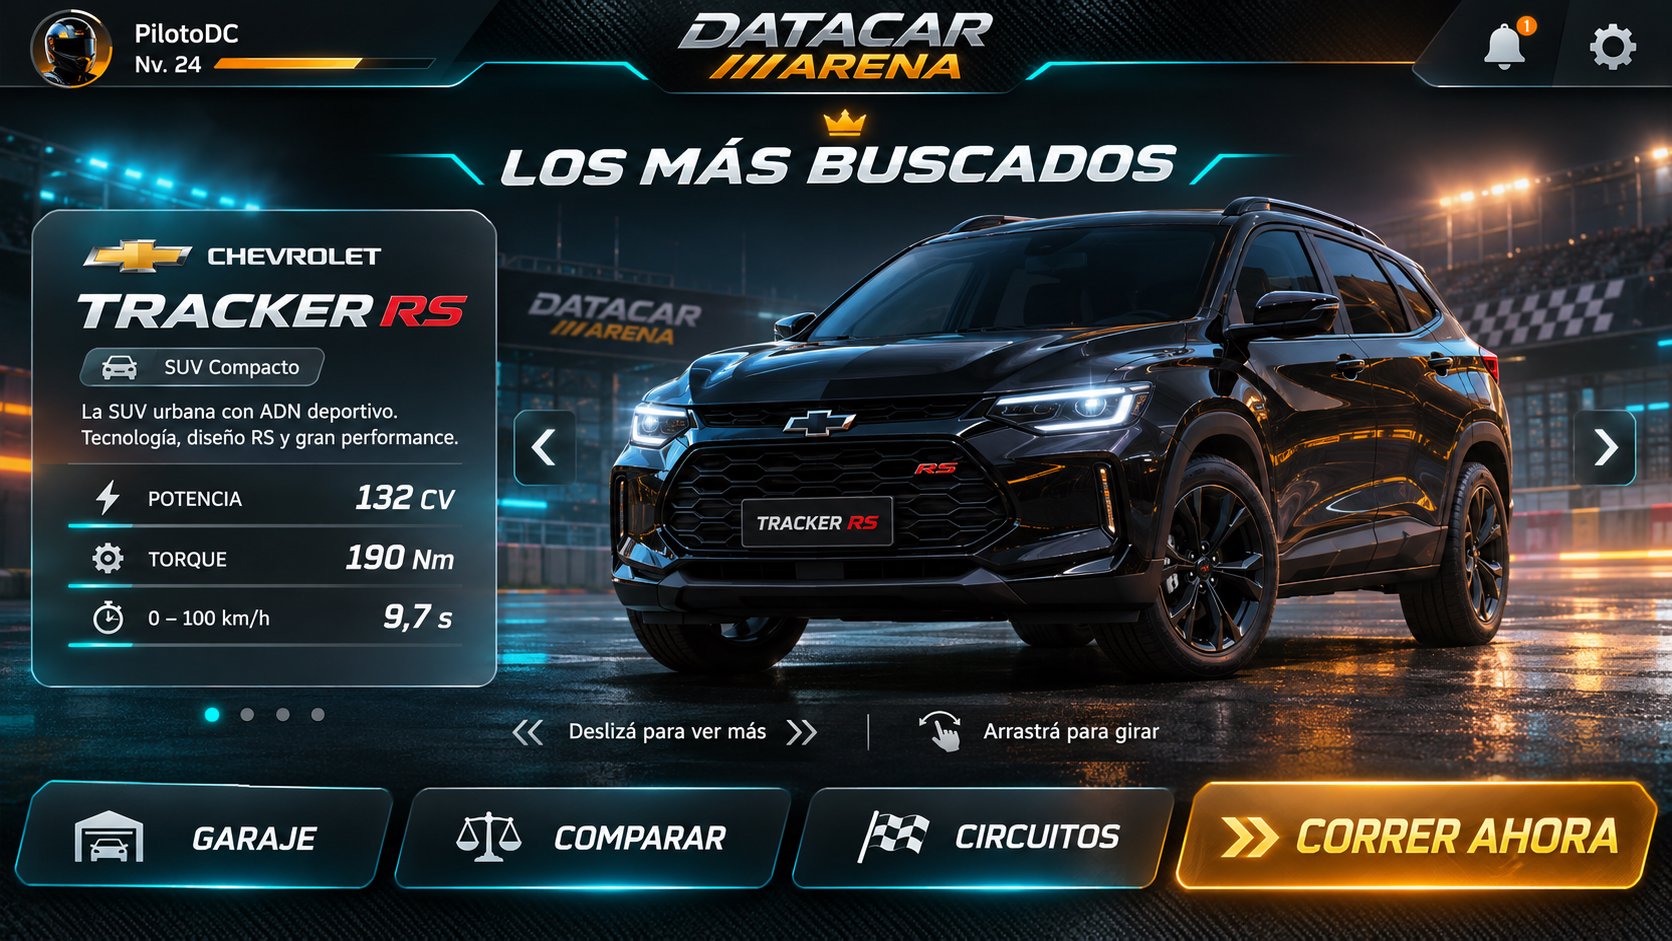 PilotoDC
Nv. 24
DATACAR
ARENA
1
LOS MÁS BUSCADOS
CHEVROLET
TRACKER RS
SUV Compacto
La SUV urbana con ADN deportivo.
Tecnología, diseño RS y gran performance.
POTENCIA 132 CV
TORQUE 190 Nm
0 – 100 km/h 9,7 s
DATACAR
ARENA
RS
TRACKER RS
Deslizá para ver más
Arrastrá para girar
GARAJE
COMPARAR
CIRCUITOS
CORRER AHORA